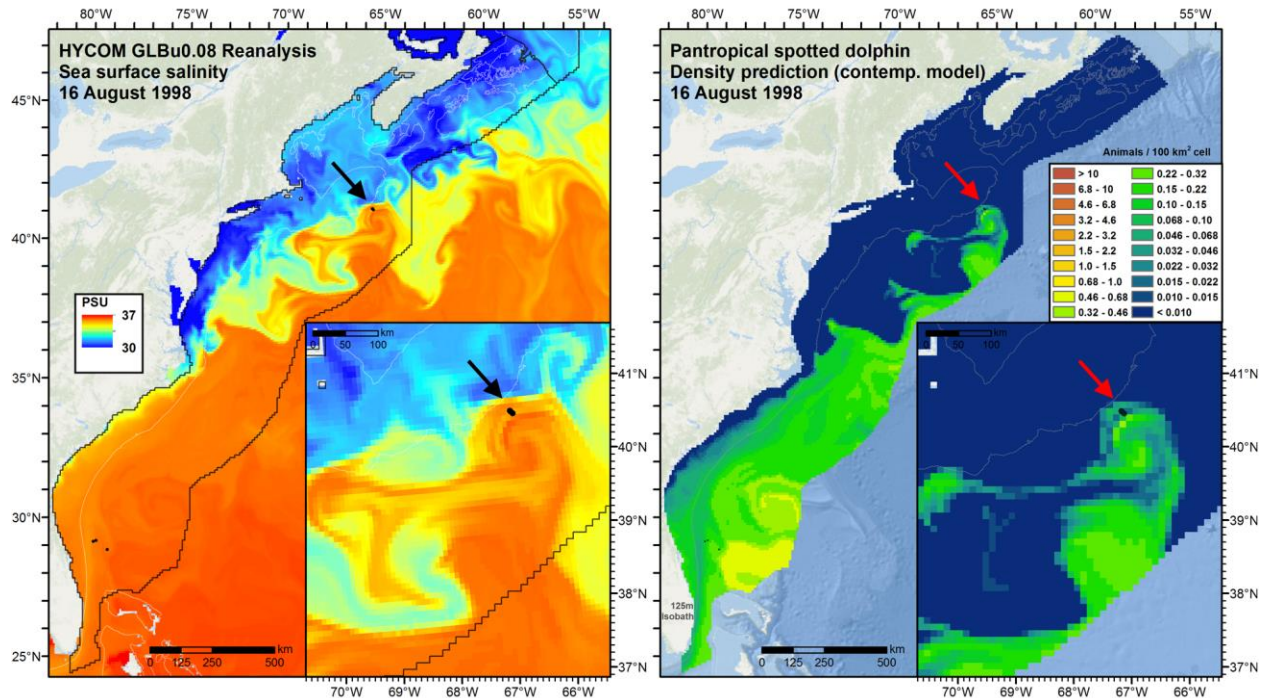 80°W 75°W 70°W 65°W 60°W 55°W
HYCOM GLBu0.08 Reanalysis
Sea surface salinity
16 August 1998
45°N
40°N
35°N
30°N
25°N
PSU
37
30
km
0 50 100
41°N
40°N
39°N
38°N
37°N
km
0 125 250 500
70°W 69°W 68°W 67°W 66°W
80°W 75°W 70°W 65°W 60°W 55°W
Pantropical spotted dolphin
Density prediction (contemp. model)
16 August 1998
45°N
40°N
35°N
30°N
25°N
Animals / 100 km² cell
> 10 0.22 - 0.32
6.8 - 10 0.15 - 0.22
4.6 - 6.8 0.10 - 0.15
3.2 - 4.6 0.068 - 0.10
2.2 - 3.2 0.046 - 0.068
1.5 - 2.2 0.032 - 0.046
1.0 - 1.5 0.022 - 0.032
0.68 - 1.0 0.015 - 0.022
0.46 - 0.68 0.010 - 0.015
0.32 - 0.46 < 0.010
km
0 50 100
41°N
40°N
39°N
38°N
37°N
125m
Isobath
km
0 125 250 500
70°W 69°W 68°W 67°W 66°W